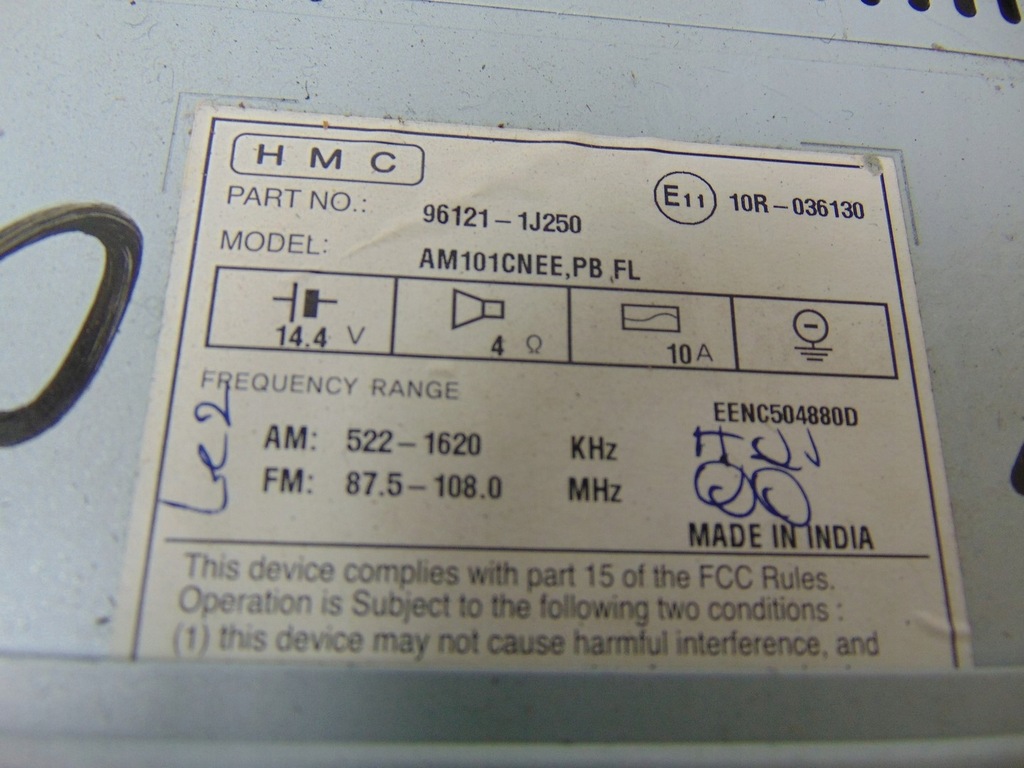 HMC
PART NO.: 96121-1J250
E11 10R-036130
MODEL: AM101CNEE,PB,FL
14.4 V 4 Ω 10A
FREQUENCY RANGE
EENC504880D
AM: 522-1620 KHz
FM: 87.5-108.0 MHz
MADE IN INDIA
This device complies with part 15 of the FCC Rules.
Operation is Subject to the following two conditions :
(1) this device may not cause harmful interference, and